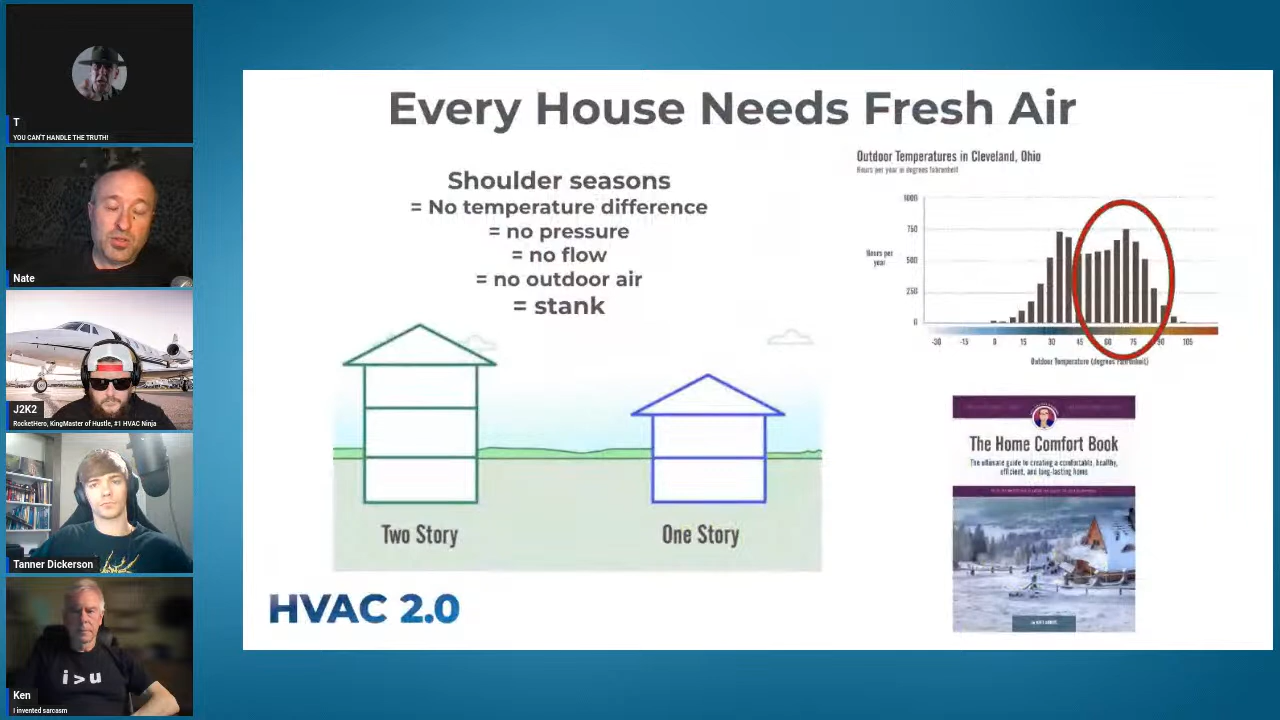 T
YOU CAN'T HANDLE THE TRUTH!
Nate
J2K2
RocketHero, KingMaster of Hustle, #1 HVAC Ninja
Tanner Dickerson
i>u
Ken
I invented sarcasm
Every House Needs Fresh Air
Shoulder seasons
= No temperature difference
= no pressure
= no flow
= no outdoor air
= stank
Two Story
One Story
HVAC 2.0
Outdoor Temperatures in Cleveland, Ohio
Hours per year in degrees Fahrenheit
1000
750
Hours per
year
500
250
0
-30 -15 0 15 30 45 60 75 90 105
Outdoor Temperature (degrees Fahrenheit)
The Home Comfort Book
The ultimate guide to creating a comfortable, healthy,
efficient, and long-lasting home.